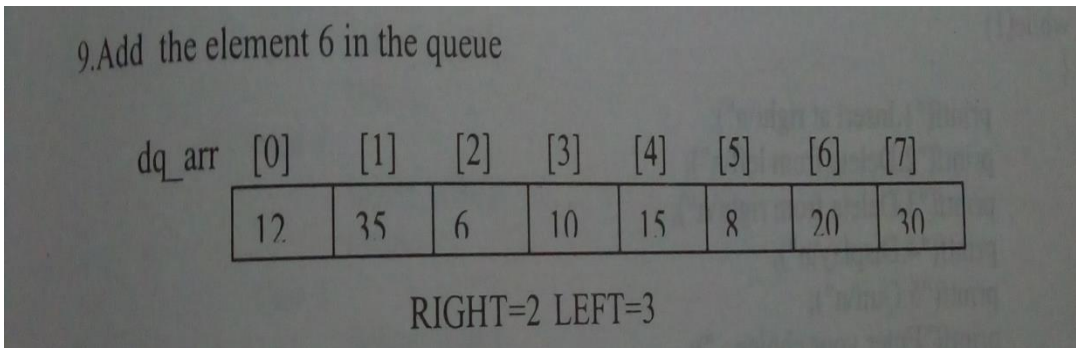 9.Add the element 6 in the queue
dq_arr [0] [1] [2] [3] [4] [5] [6] [7]
12 35 6 10 15 8 20 30
RIGHT=2 LEFT=3